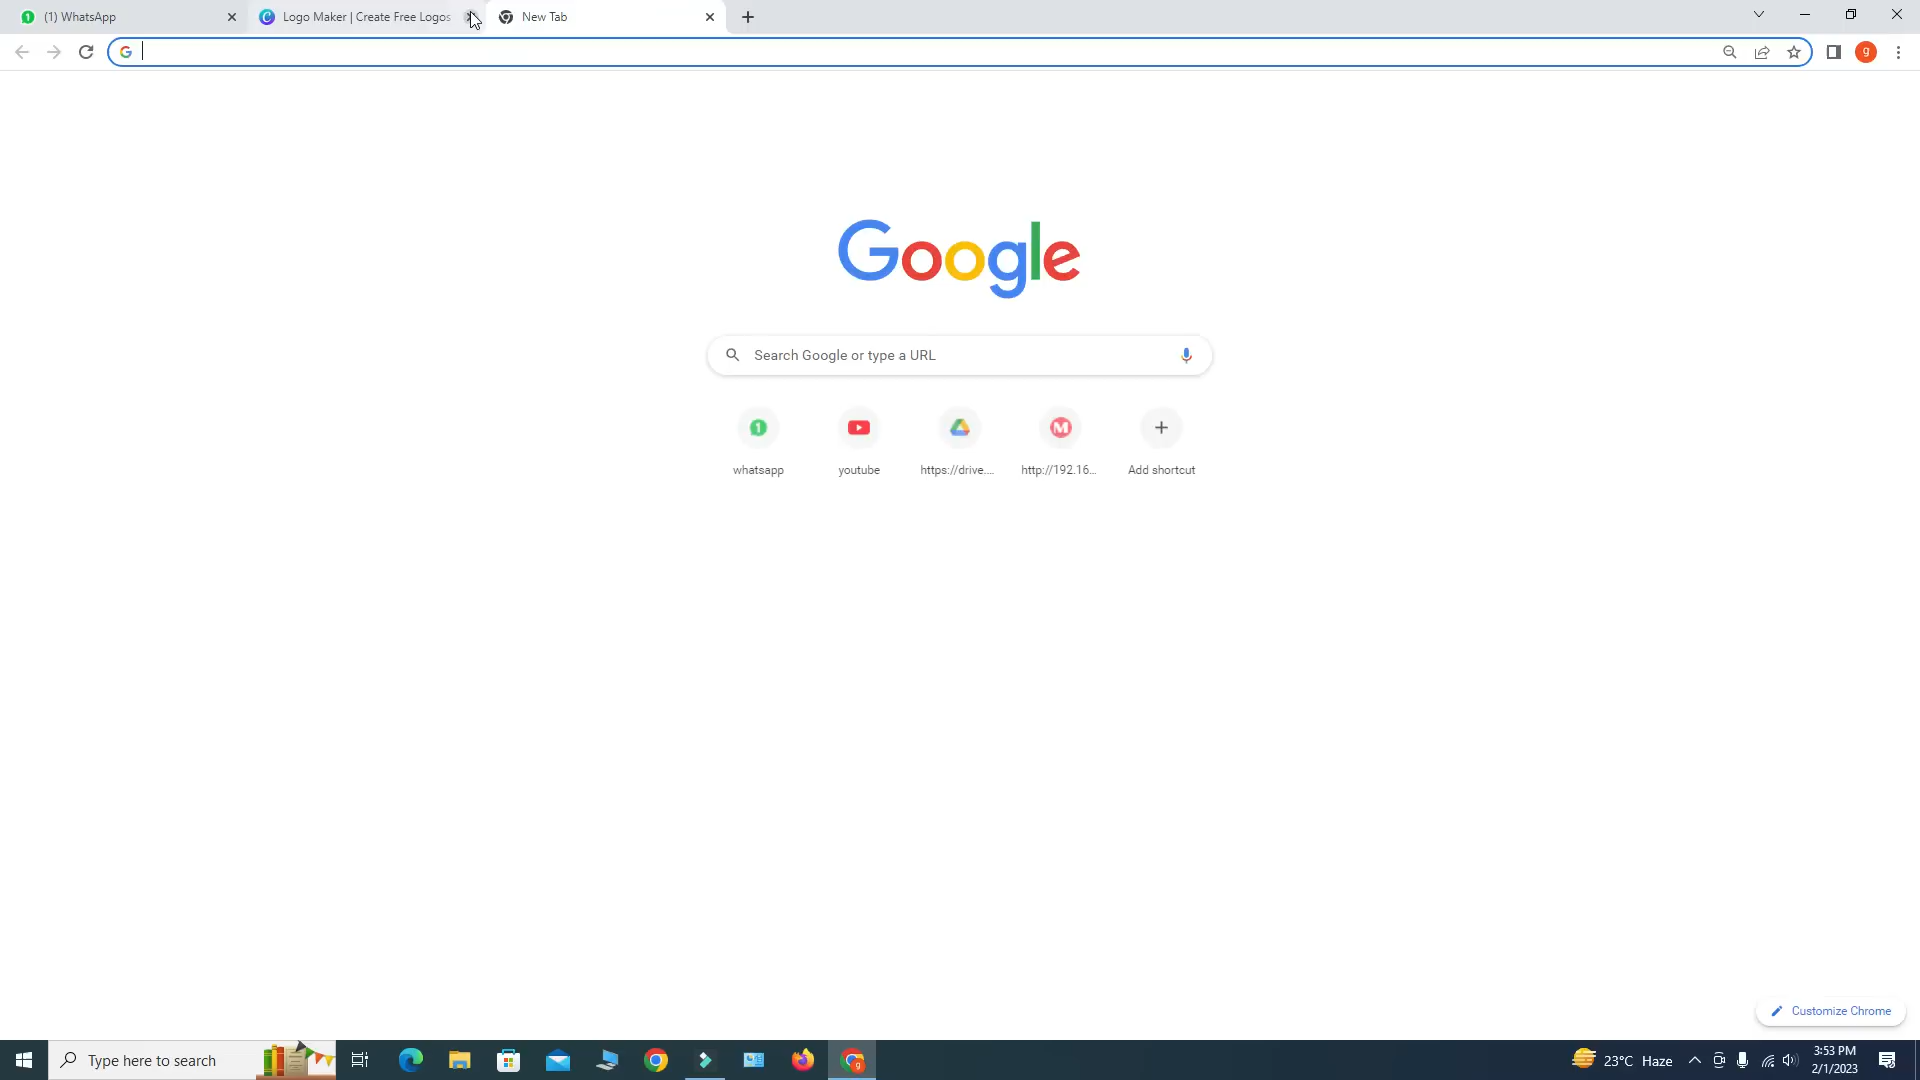 (1) WhatsApp
Logo Maker | Create Free Logos
New Tab
g
Google
Search Google or type a URL
whatsapp
youtube
https://drive....
http://192.16...
Add shortcut
Customize Chrome
Type here to search
23°C Haze
3:53 PM
2/1/2023